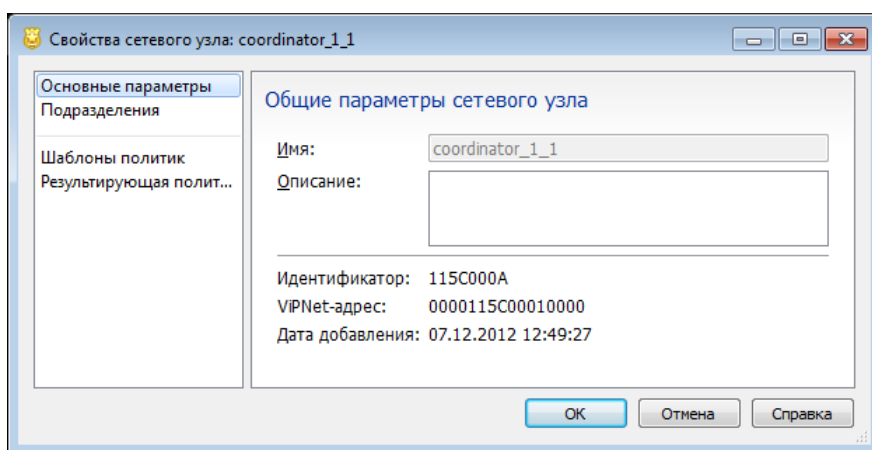 Свойства сетевого узла: coordinator_1_1
Основные параметры
Подразделения
Шаблоны политик
Результирующая полит...
Общие параметры сетевого узла
Имя: coordinator_1_1
Описание:
Идентификатор: 115C000A
ViPNet-адрес: 0000115C00010000
Дата добавления: 07.12.2012 12:49:27
OK Отмена Справка